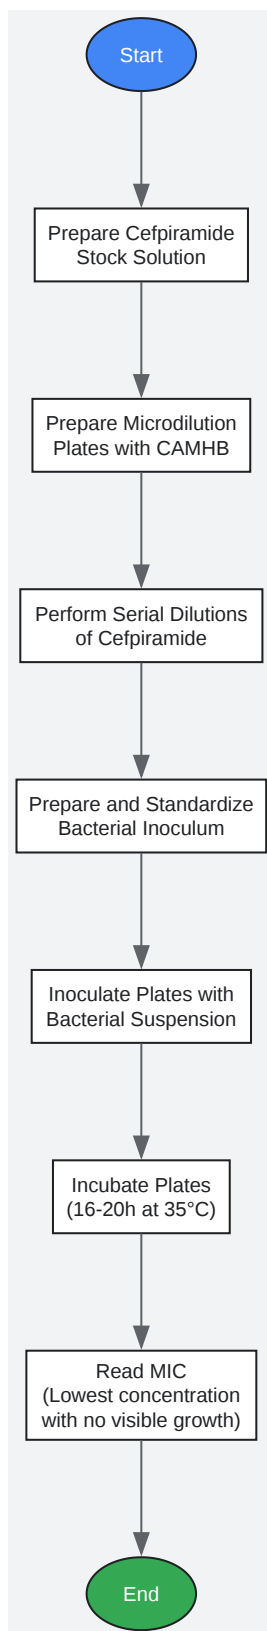 Start
Prepare Cefpiramide
Stock Solution
Prepare Microdilution
Plates with CAMHB
Perform Serial Dilutions
of Cefpiramide
Prepare and Standardize
Bacterial Inoculum
Inoculate Plates with
Bacterial Suspension
Incubate Plates
(16-20h at 35°C)
Read MIC
(Lowest concentration
with no visible growth)
End